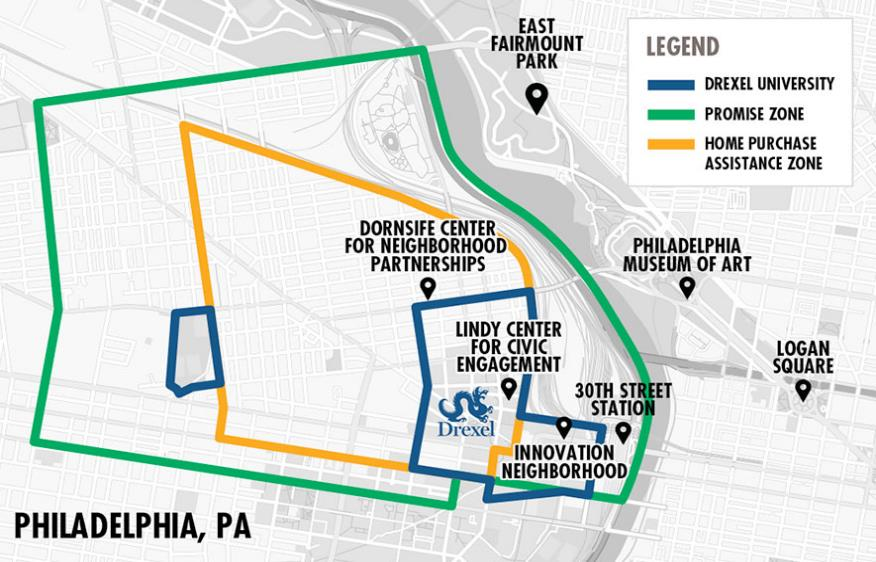 EAST
FAIRMOUNT
PARK
LEGEND
DREXEL UNIVERSITY
PROMISE ZONE
HOME PURCHASE
ASSISTANCE ZONE
DORNSIFE CENTER
FOR NEIGHBORHOOD
PARTNERSHIPS
PHILADELPHIA
MUSEUM OF ART
LINDY CENTER
FOR CIVIC
ENGAGEMENT
LOGAN
SQUARE
30TH STREET
STATION
Drexel
INNOVATION
NEIGHBORHOOD
PHILADELPHIA, PA